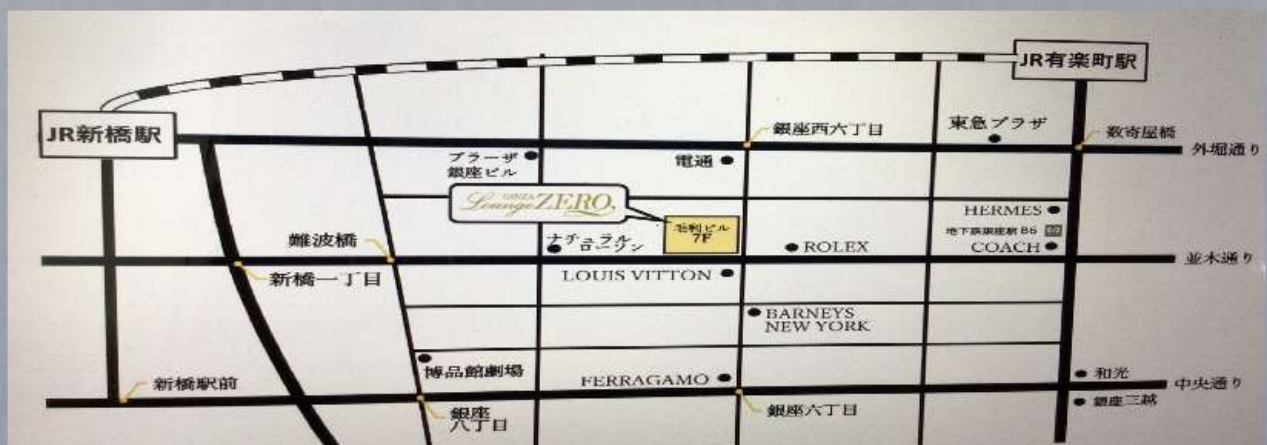 JR有楽町駅
JR新橋駅
銀座西六丁目
東急プラザ
数寄屋橋
外堀通り
ブラーザ
銀座ビル
電通
GINZA
Lounge ZERO.
毛利ビル
7F
HERMES
地下鉄銀座駅 B6
COACH
難波橋
ナチュラル
ローソン
ROLEX
並木通り
新橋一丁目
LOUIS VITTON
BARNEYS
NEW YORK
博品館劇場
FERRAGAMO
和光
中央通り
新橋駅前
銀座
八丁目
銀座六丁目
銀座三越